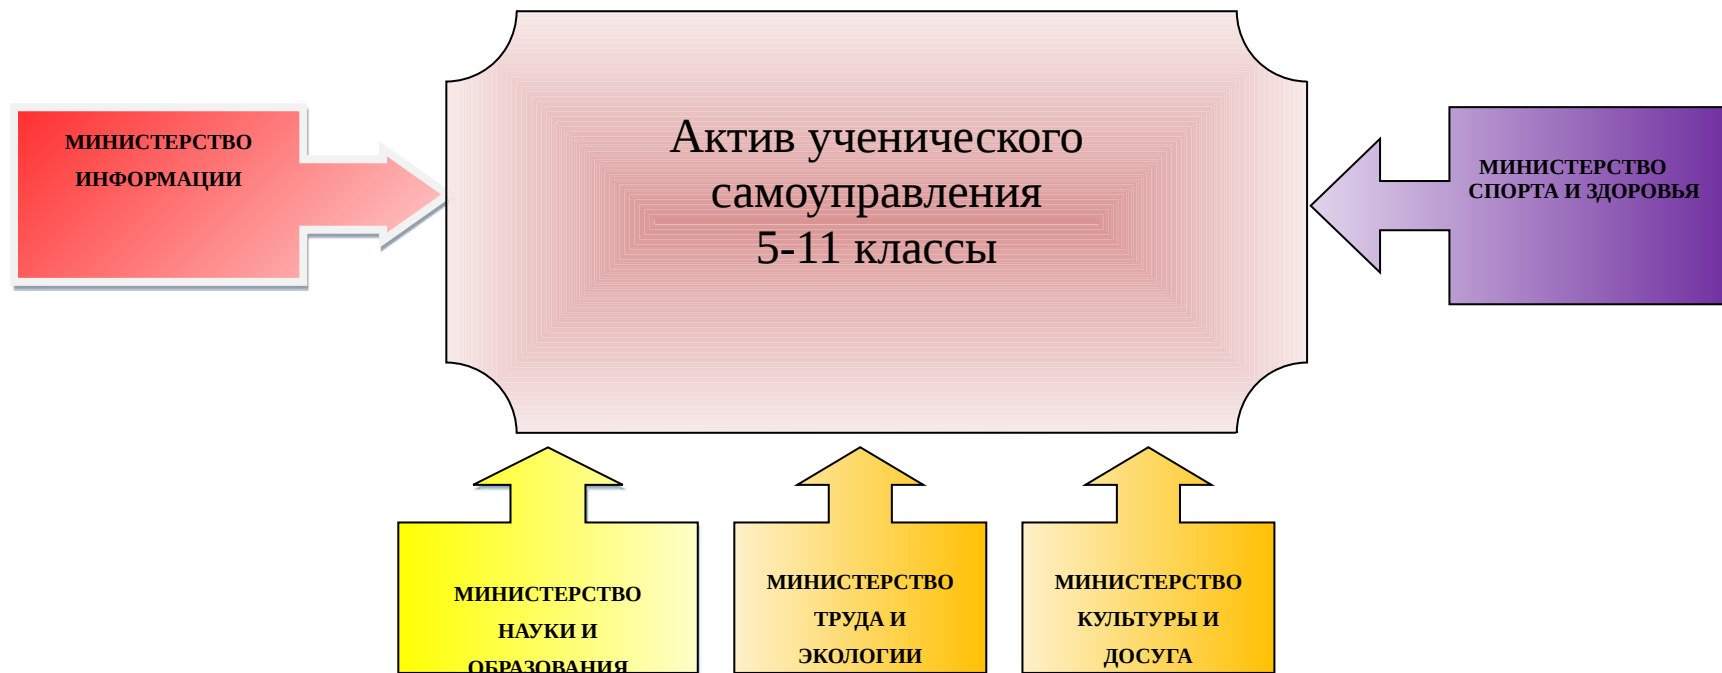 Актив ученического
самоуправления
5-11 классы
МИНИСТЕРСТВО
ИНФОРМАЦИИ
МИНИСТЕРСТВО
СПОРТА И ЗДОРОВЬЯ
МИНИСТЕРСТВО
НАУКИ И
ОБРАЗОВАНИЯ
МИНИСТЕРСТВО
ТРУДА И
ЭКОЛОГИИ
МИНИСТЕРСТВО
КУЛЬТУРЫ И
ДОСУГА